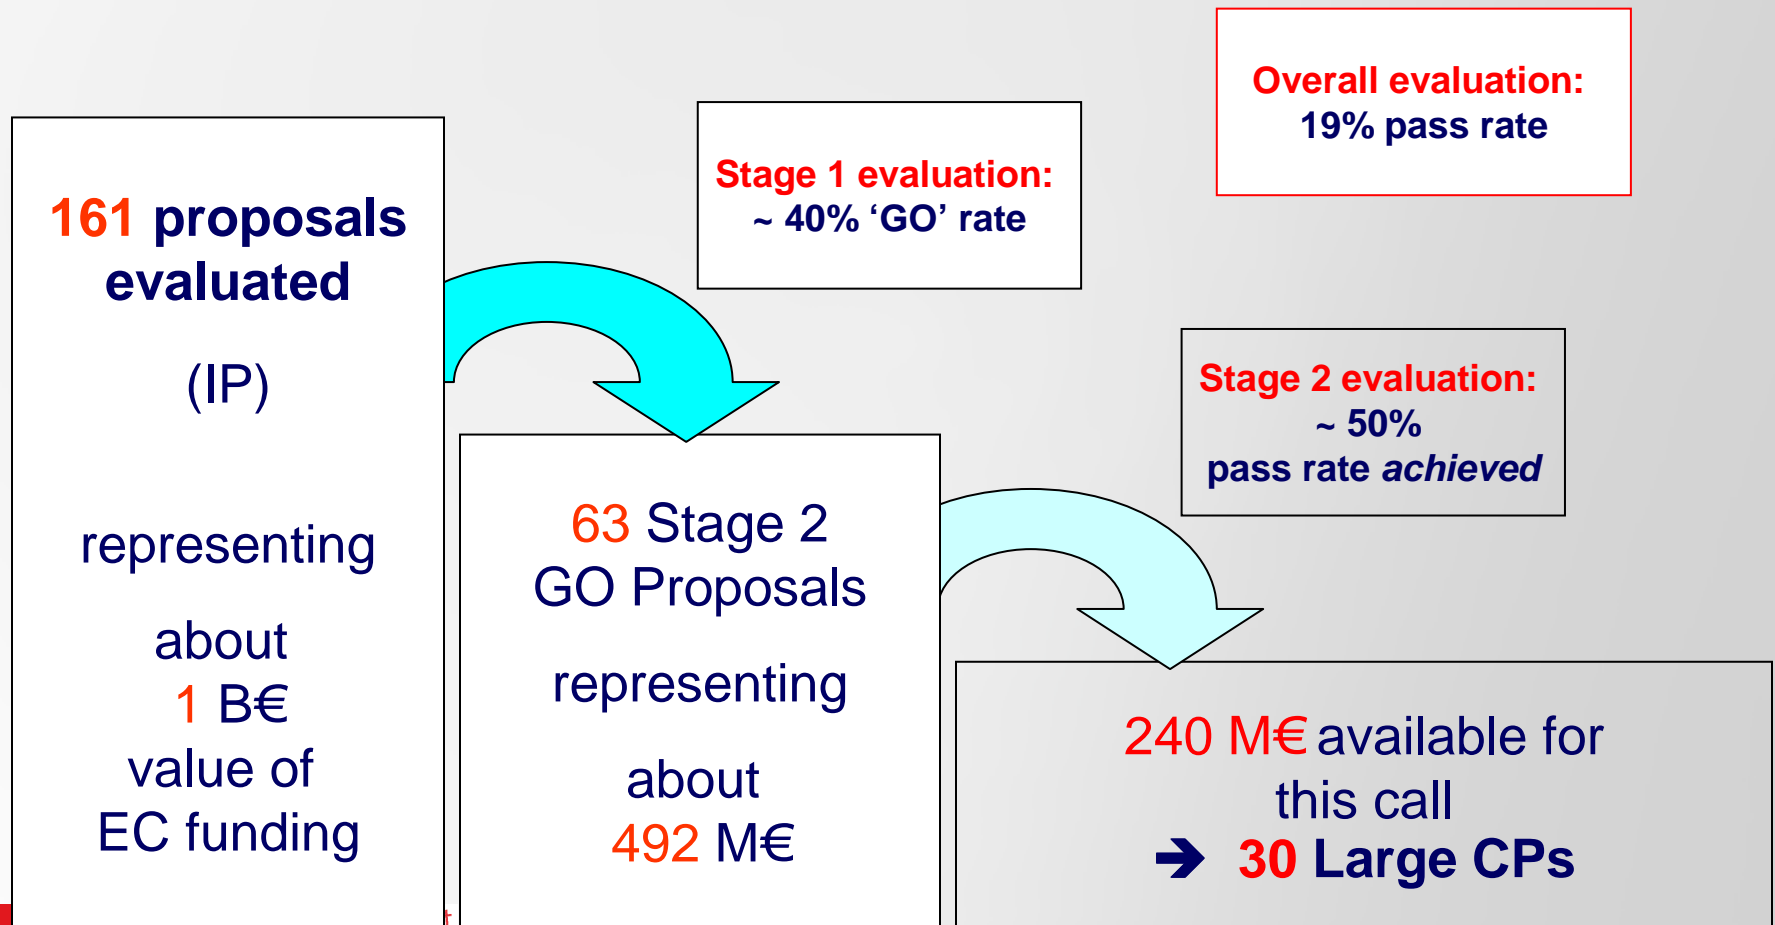 161 proposals
evaluated
(IP)
representing
about
1 B€
value of
EC funding
Stage 1 evaluation:
~ 40% ‘GO’ rate
Overall evaluation:
19% pass rate
63 Stage 2
GO Proposals
representing
about
492 M€
Stage 2 evaluation:
~ 50%
pass rate achieved
240 M€ available for
this call
➔ 30 Large CPs